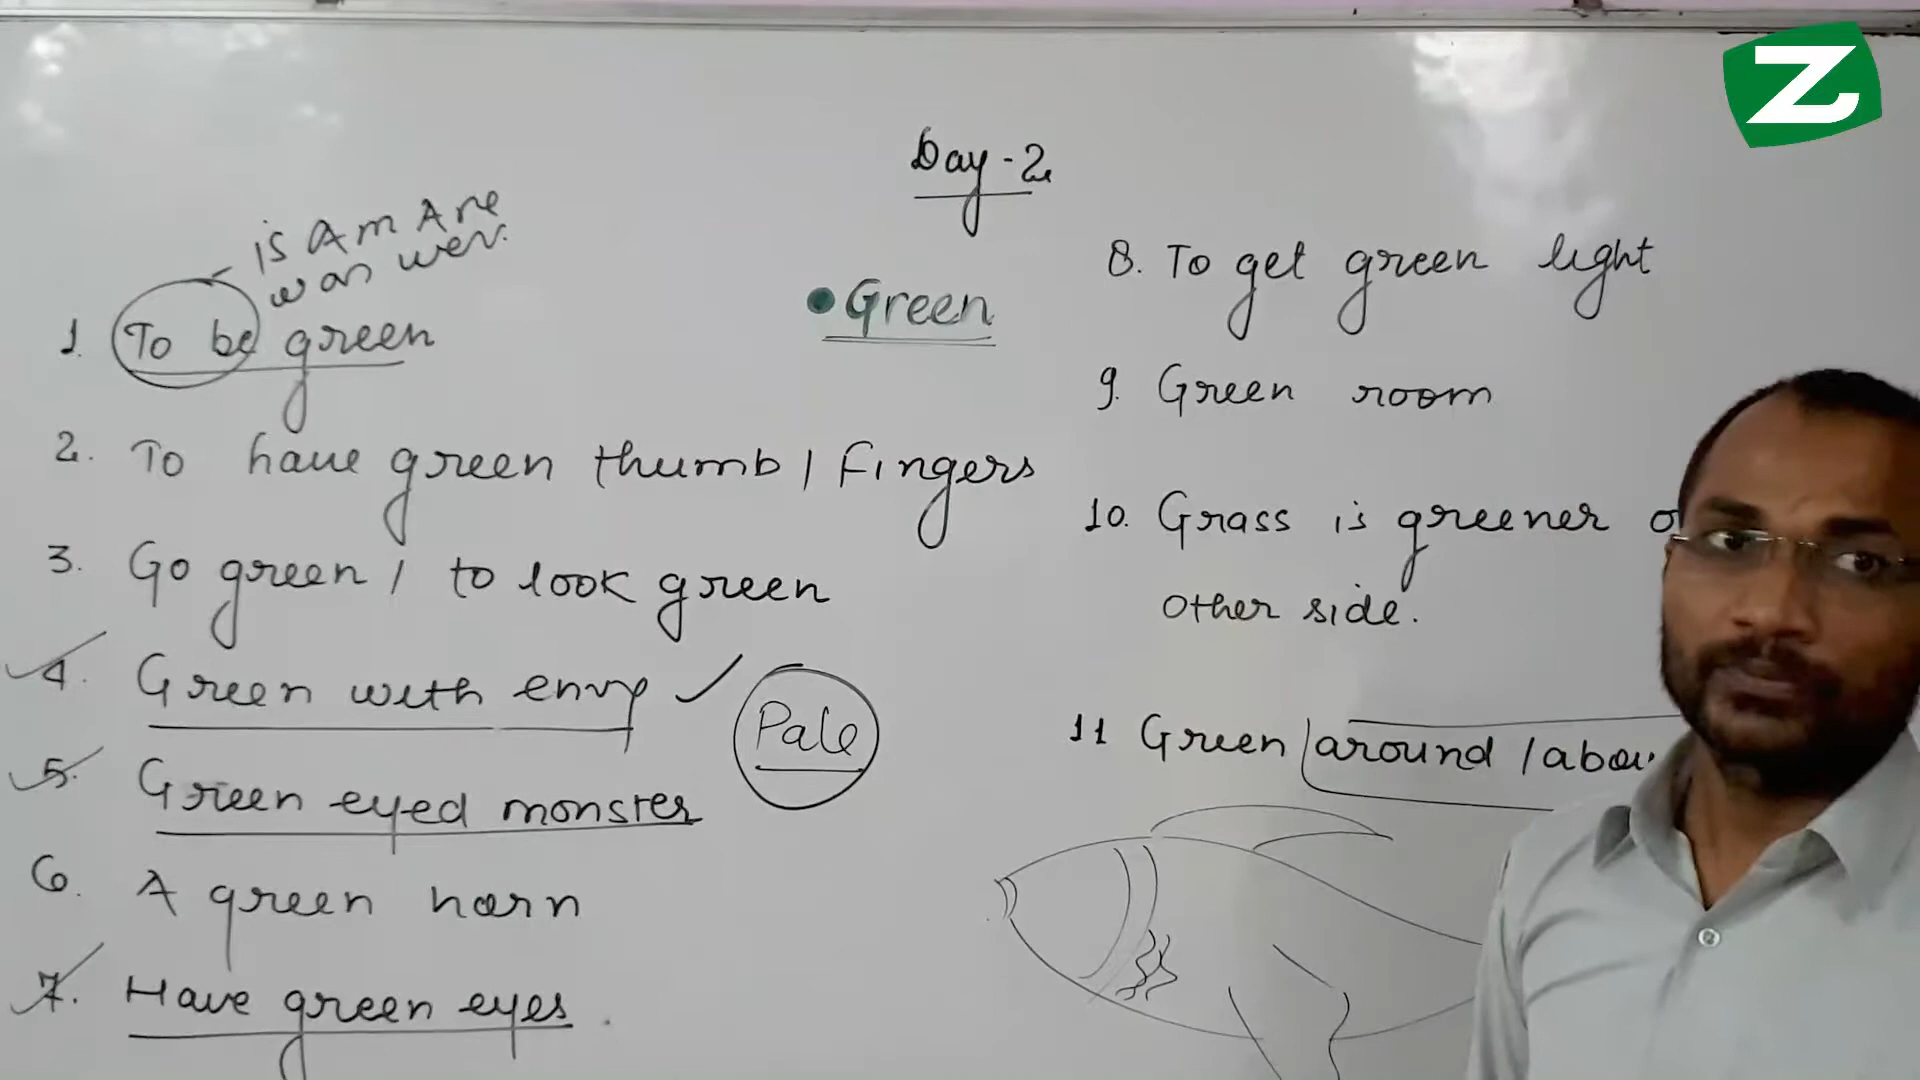 Day-2
is Am Are
was wer.
1. To be green
2. To have green thumb / Fingers
3. Go green / to look green
4. Green with envy
Pale
5. Green eyed monster
6. A green horn
7. Have green eyes.
• Green
8. To get green light
9. Green room
10. Grass is greener
other side.
11 Green around /
Z